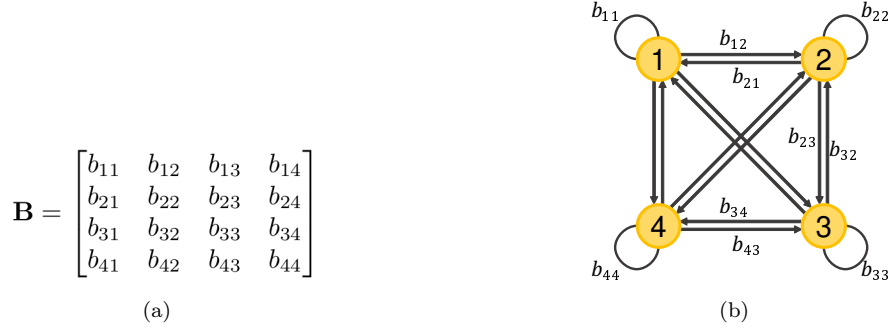 B = [b11 b12 b13 b14
b21 b22 b23 b24
b31 b32 b33 b34
b41 b42 b43 b44]
(a)
b11 b22
1 b12 2
b21
b23 b32
b34
4 3
b43
b44 b33
(b)